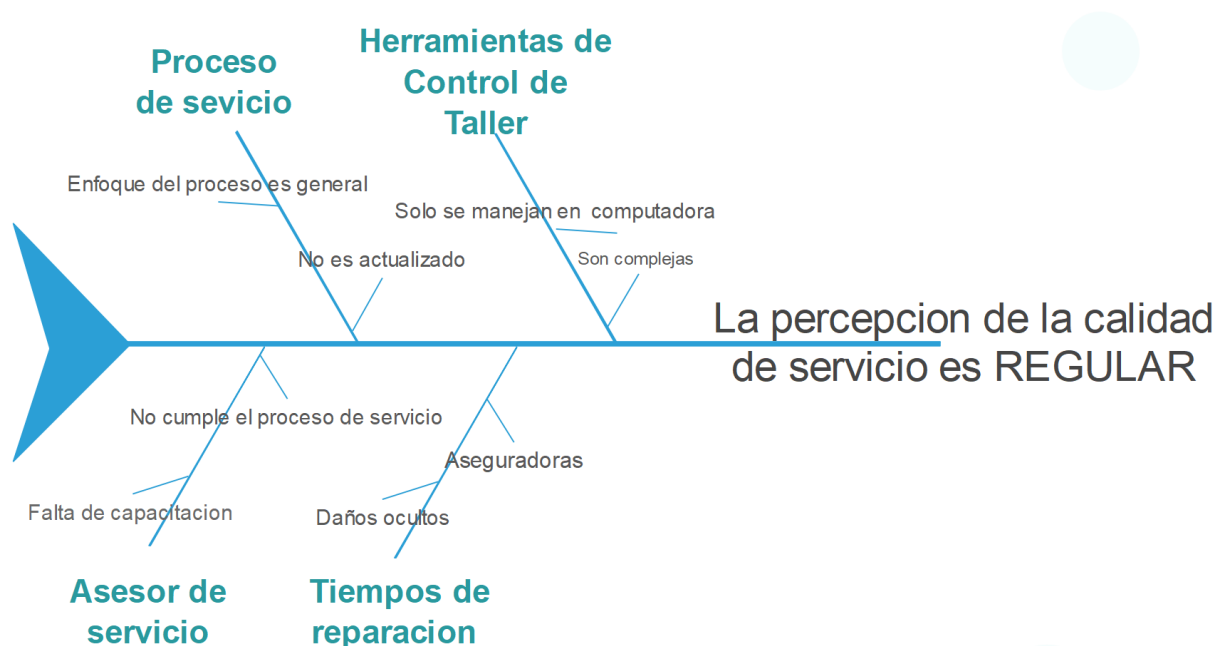 Proceso
de sevicio
Herramientas de
Control de
Taller
Enfoque del proceso es general
Solo se manejan en computadora
No es actualizado
Son complejas
La percepcion de la calidad
de servicio es REGULAR
No cumple el proceso de servicio
Aseguradoras
Falta de capacitacion
Daños ocultos
Asesor de
servicio
Tiempos de
reparacion